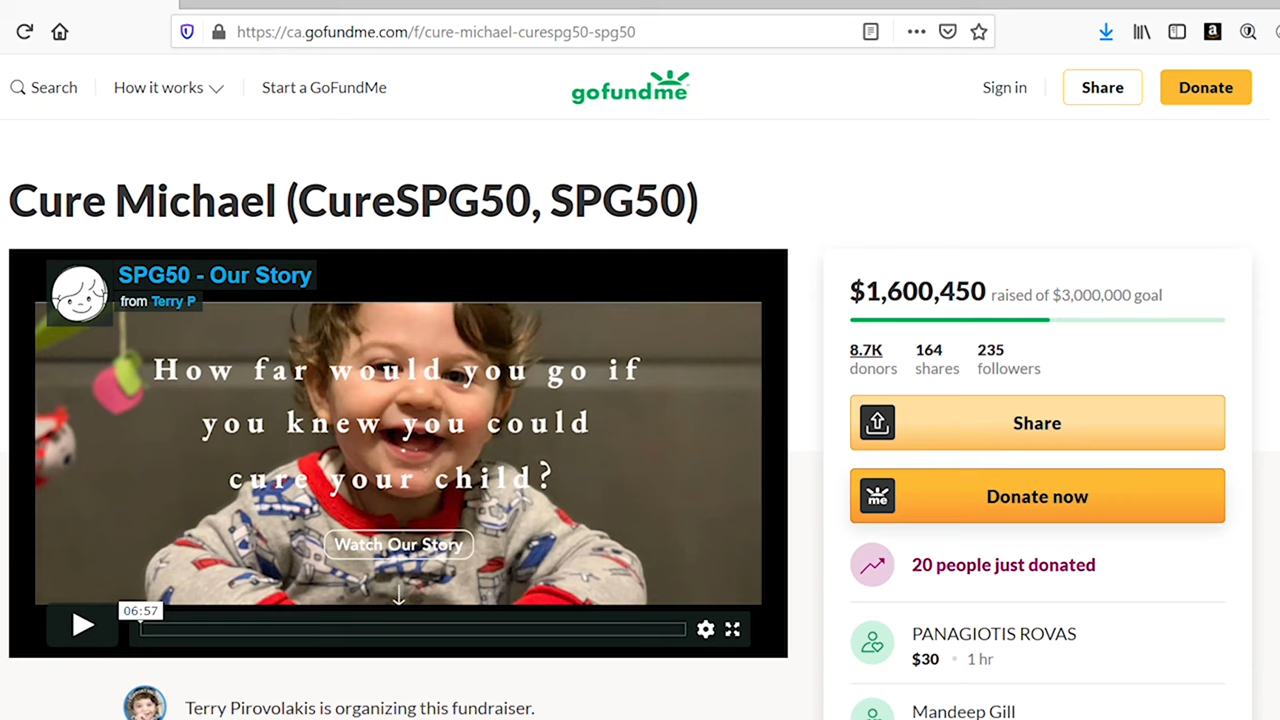 https://ca.gofundme.com/f/cure-michael-curespg50-spg50
Search
How it works
Start a GoFundMe
gofundme
Sign in
Share
Donate
Cure Michael (CureSPG50, SPG50)
SPG50 - Our Story
from Terry P
How far would you go if
you knew you could
cure your child?
Watch Our Story
06:57
Terry Pirovolakis is organizing this fundraiser.
$1,600,450 raised of $3,000,000 goal
8.7K donors
164 shares
235 followers
Share
me
Donate now
20 people just donated
PANAGIOTIS ROVAS
$30 • 1 hr
Mandeep Gill